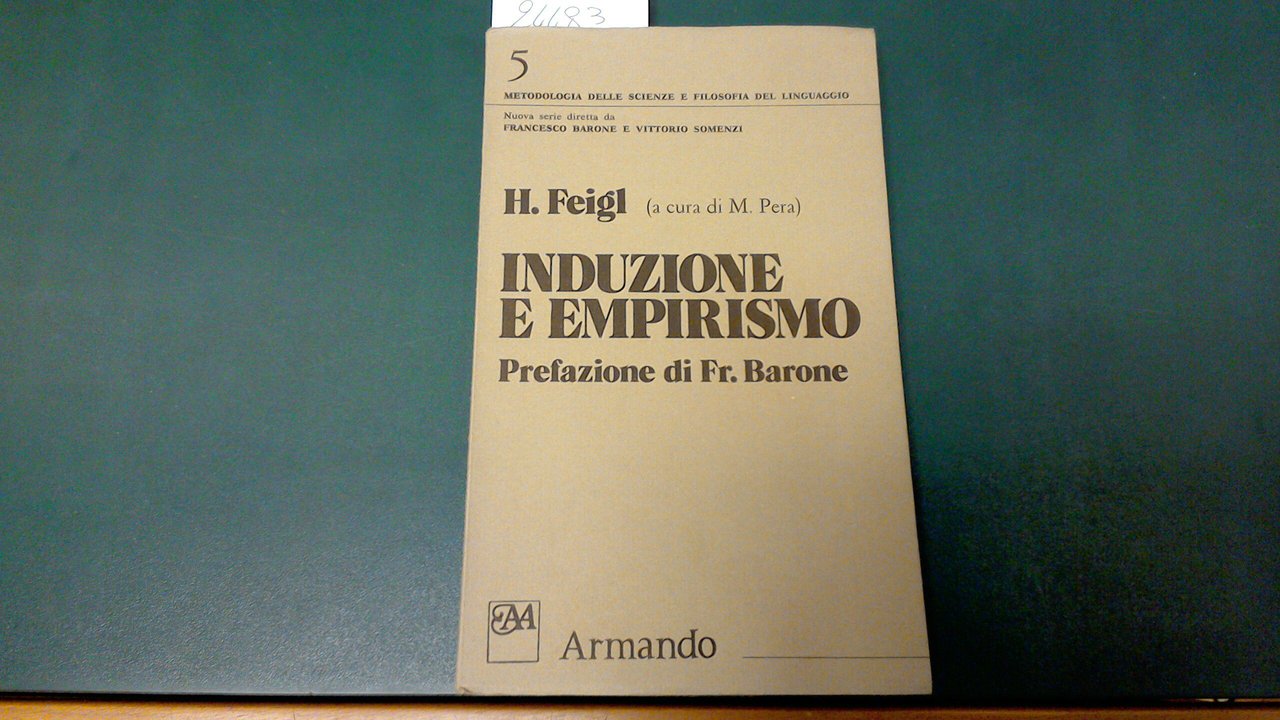 24483
5
METODOLOGIA DELLE SCIENZE E FILOSOFIA DEL LINGUAGGIO
Nuova serie diretta da
FRANCESCO BARONE E VITTORIO SOMENZI
H. Feigl (a cura di M. Pera)
INDUZIONE
E EMPIRISMO
Prefazione di Fr. Barone
EAA
Armando